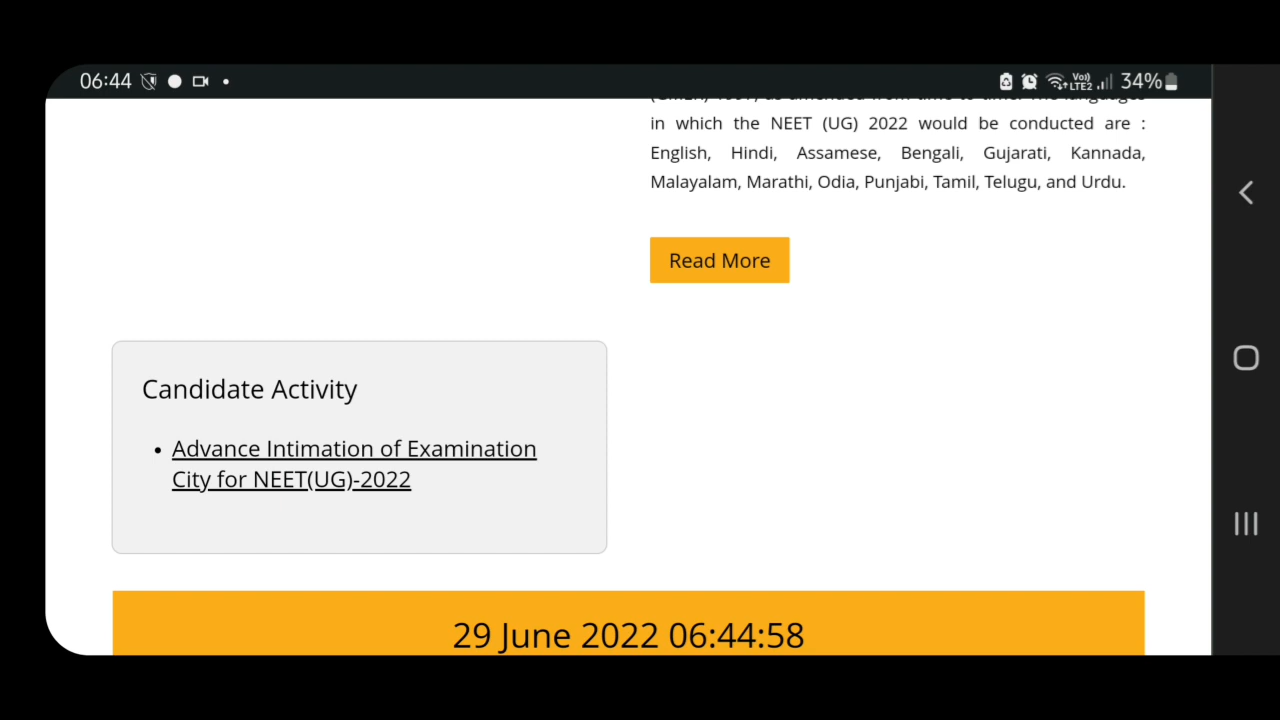 06:44
Vo))
LTE2
34%
in which the NEET (UG) 2022 would be conducted are :
English, Hindi, Assamese, Bengali, Gujarati, Kannada,
Malayalam, Marathi, Odia, Punjabi, Tamil, Telugu, and Urdu.
Read More
Candidate Activity
• Advance Intimation of Examination
City for NEET(UG)-2022
29 June 2022 06:44:58